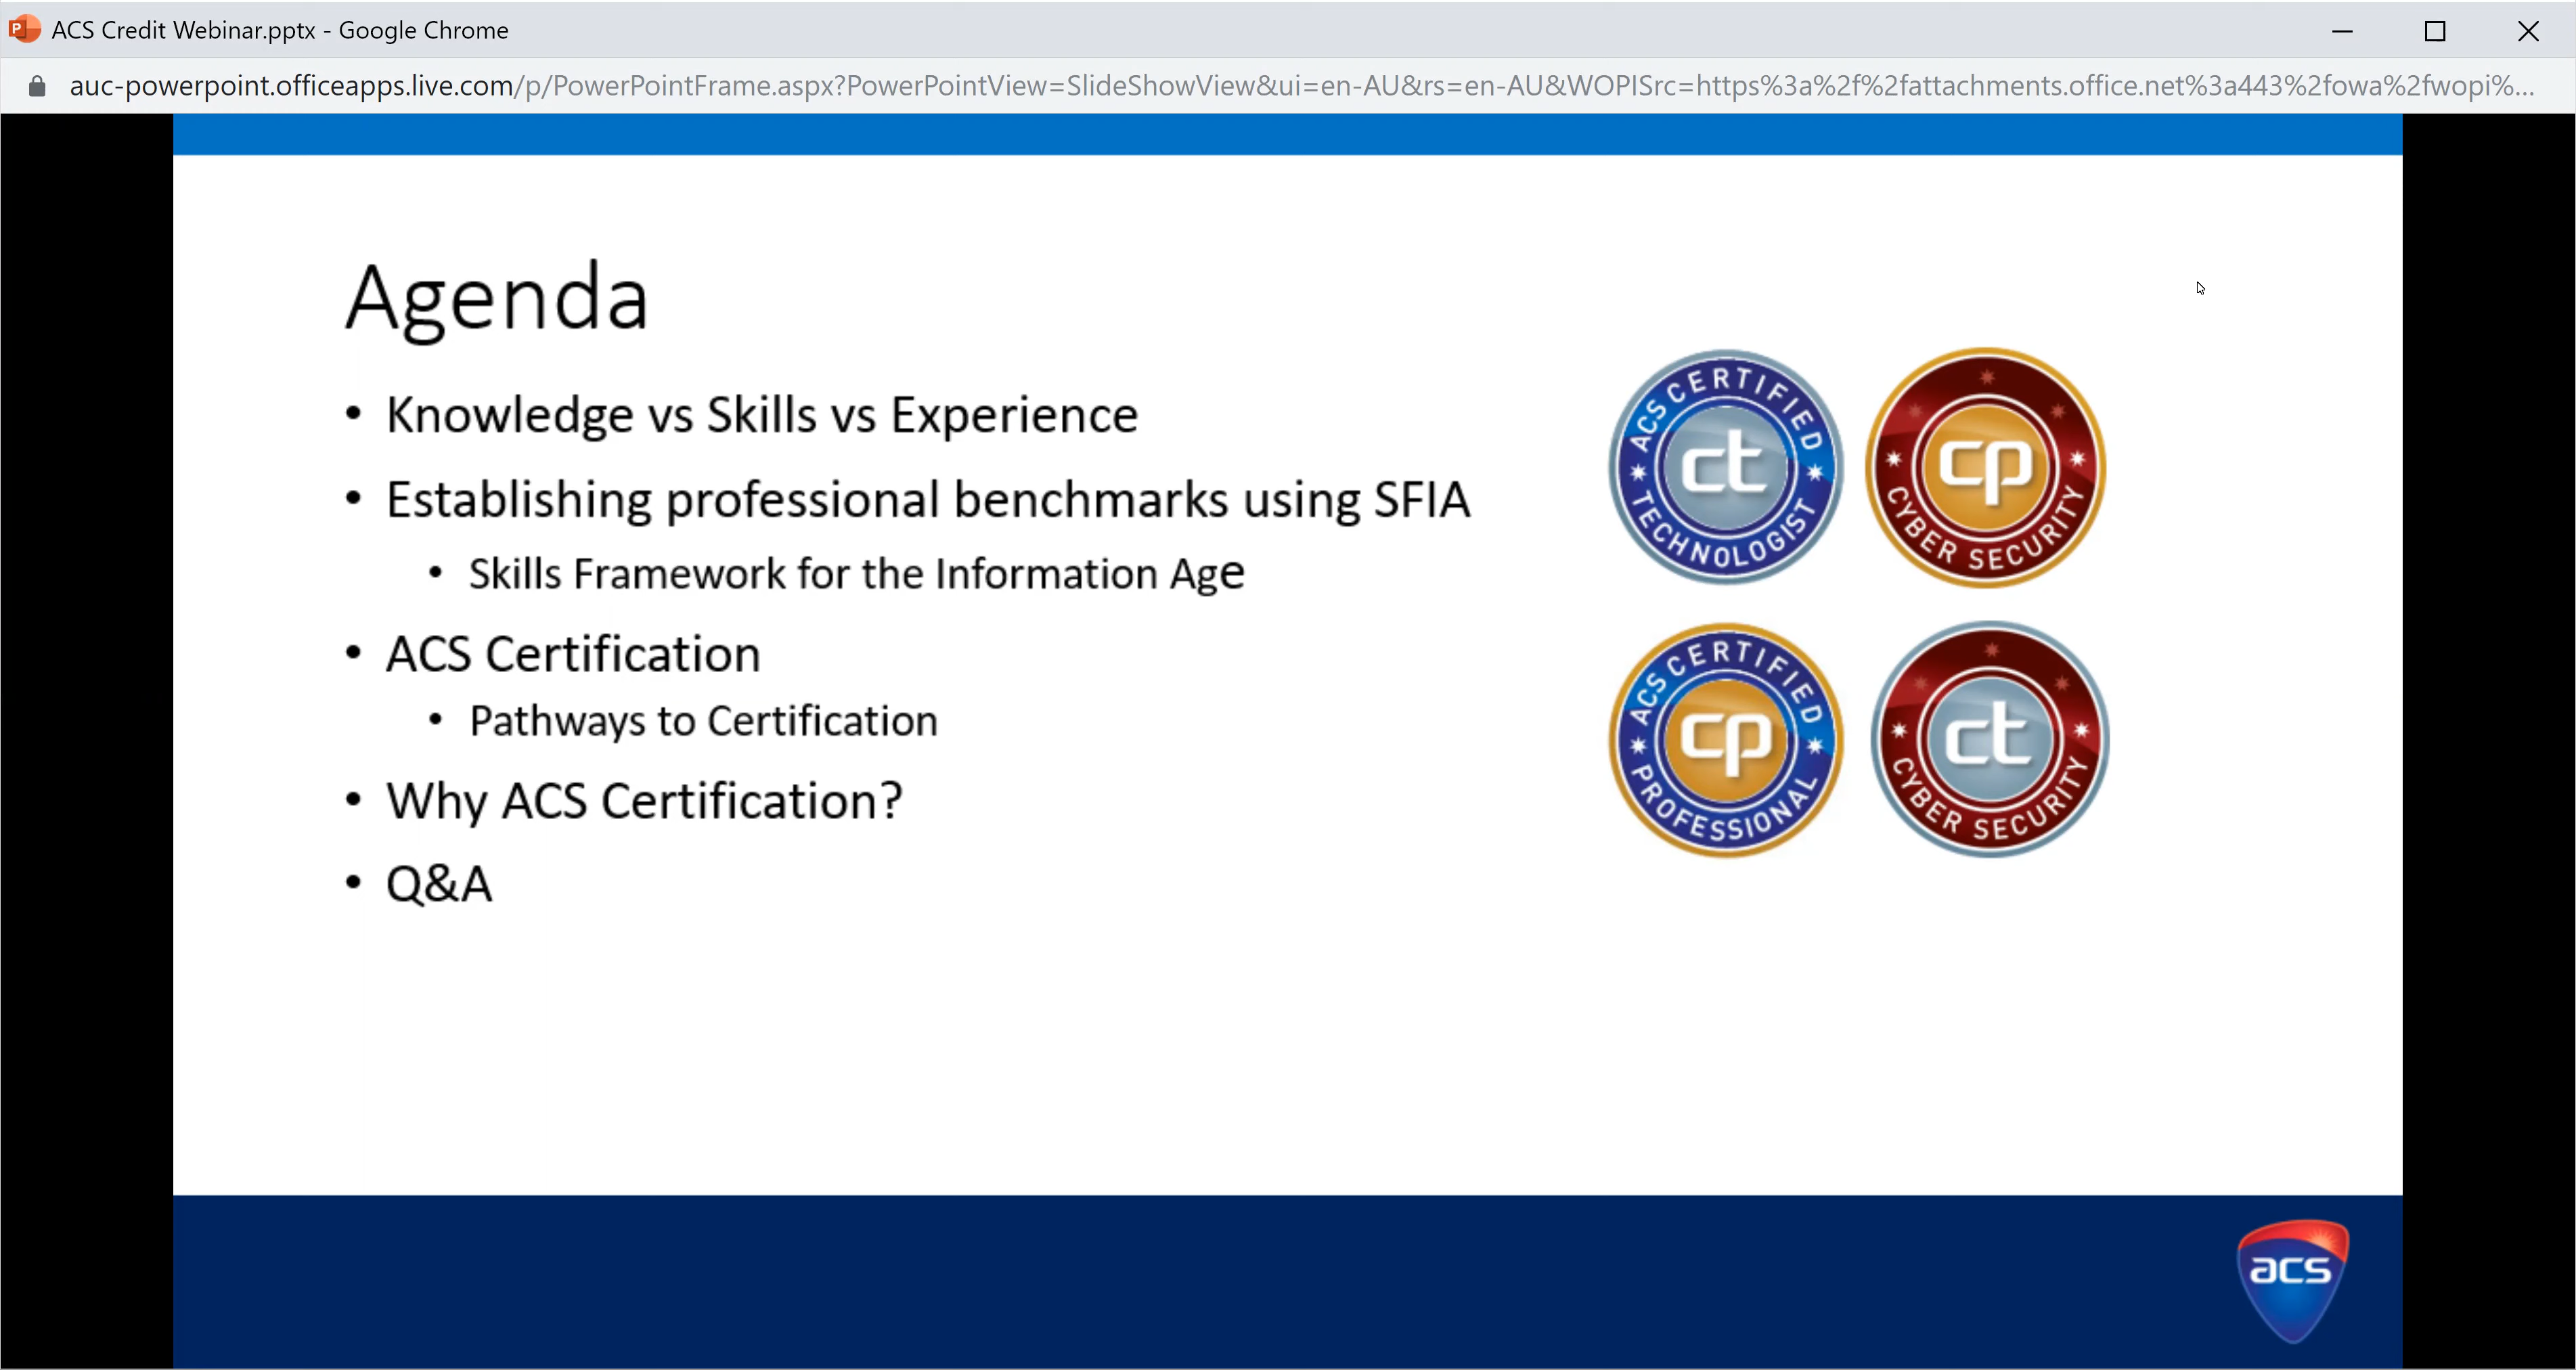 ACS Credit Webinar.pptx - Google Chrome
auc-powerpoint.officeapps.live.com/p/PowerPointFrame.aspx?PowerPointView=SlideShowView&ui=en-AU&rs=en-AU&WOPISrc=https%3a%2f%2fattachments.office.net%3a443%2fowa%2fwopi%...
Agenda
• Knowledge vs Skills vs Experience
• Establishing professional benchmarks using SFIA
• Skills Framework for the Information Age
• ACS Certification
• Pathways to Certification
• Why ACS Certification?
• Q&A
ACS CERTIFIED
ct
TECHNOLOGIST
cp
CYBER SECURITY
ACS CERTIFIED
cp
PROFESSIONAL
ct
CYBER SECURITY
acs